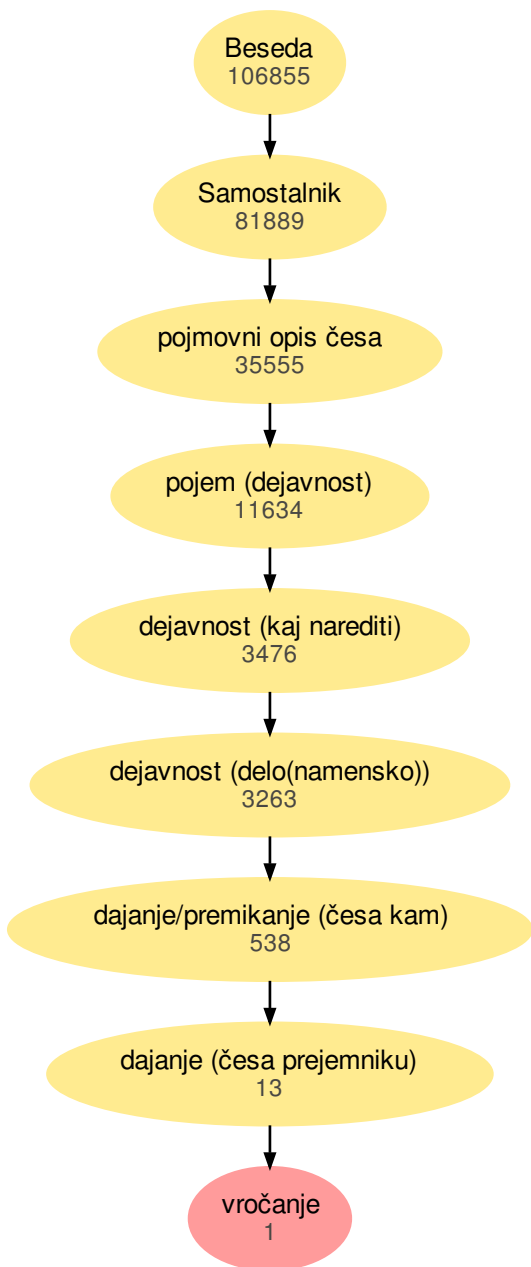 Beseda
106855
Samostalnik
81889
pojmovni opis česa
35555
pojem (dejavnost)
11634
dejavnost (kaj narediti)
3476
dejavnost (delo(namensko))
3263
dajanje/premikanje (česa kam)
538
dajanje (česa prejemniku)
13
vročanje
1